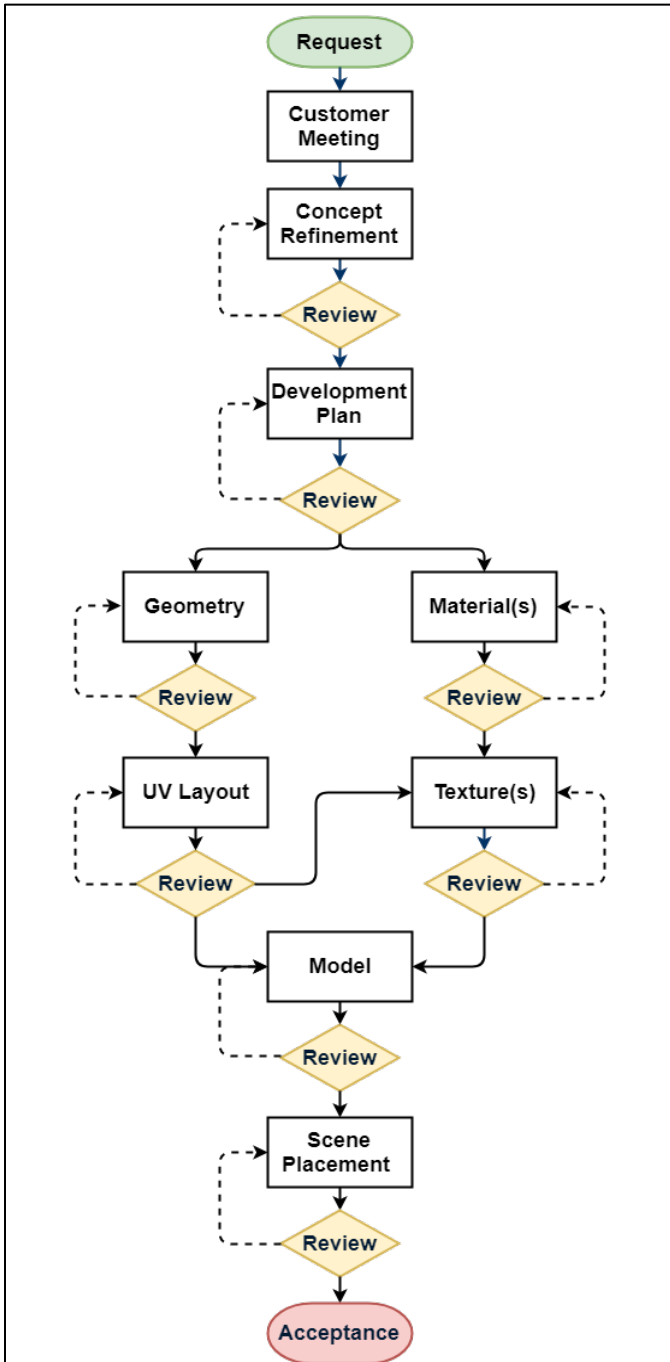 Request
Customer
Meeting
Concept
Refinement
Review
Development
Plan
Review
Geometry
Material(s)
Review
Review
UV Layout
Texture(s)
Review
Review
Model
Review
Scene
Placement
Review
Acceptance